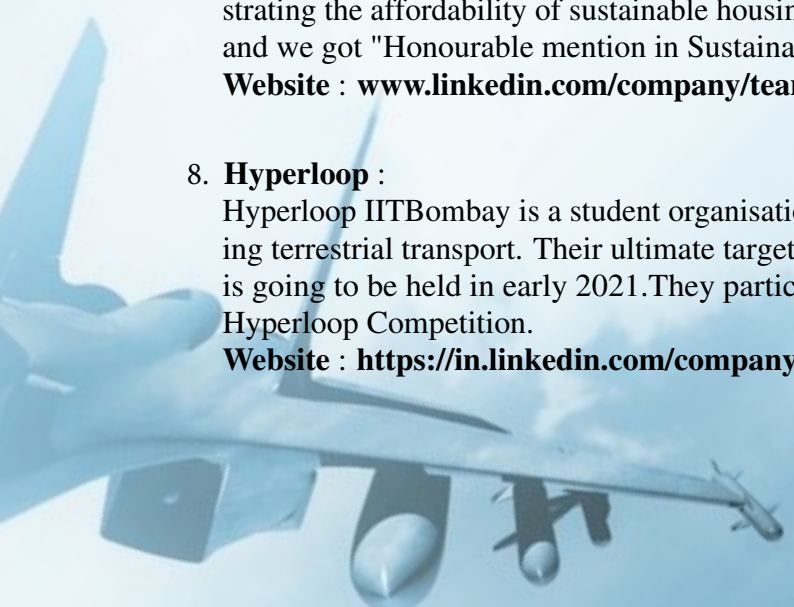 strating the affordability of sustainable housin
and we got "Honourable mention in Sustaina
Website : www.linkedin.com/company/tea
8. Hyperloop :
Hyperloop IITBombay is a student organisati
ing terrestrial transport. Their ultimate target
is going to be held in early 2021.They partic
Hyperloop Competition.
Website : https://in.linkedin.com/company